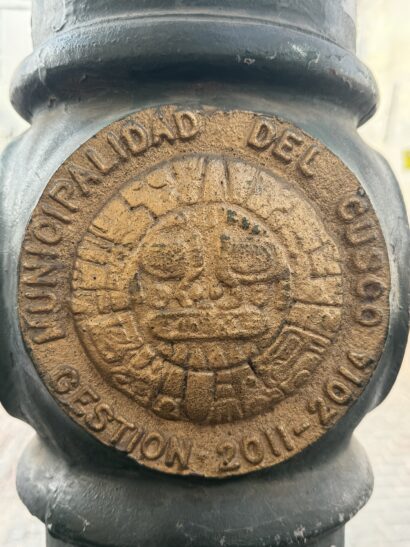 MUNICIPALIDAD DEL CUSCO
GESTION · 2011-2014